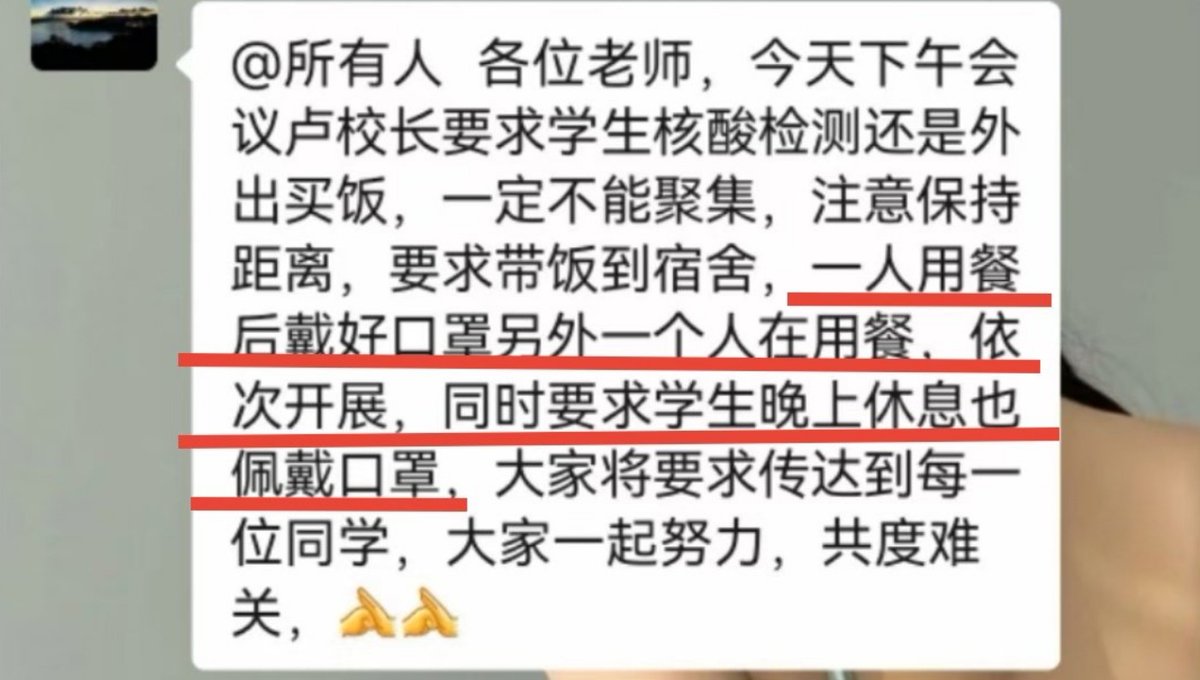 @所有人 各位老师，今天下午会
议卢校长要求学生核酸检测还是外
出买饭，一定不能聚集，注意保持
距离，要求带饭到宿舍，一人用餐
后戴好口罩另外一个人在用餐，依
次开展，同时要求学生晚上休息也
佩戴口罩，大家将要求传达到每一
位同学，大家一起努力，共度难
关，